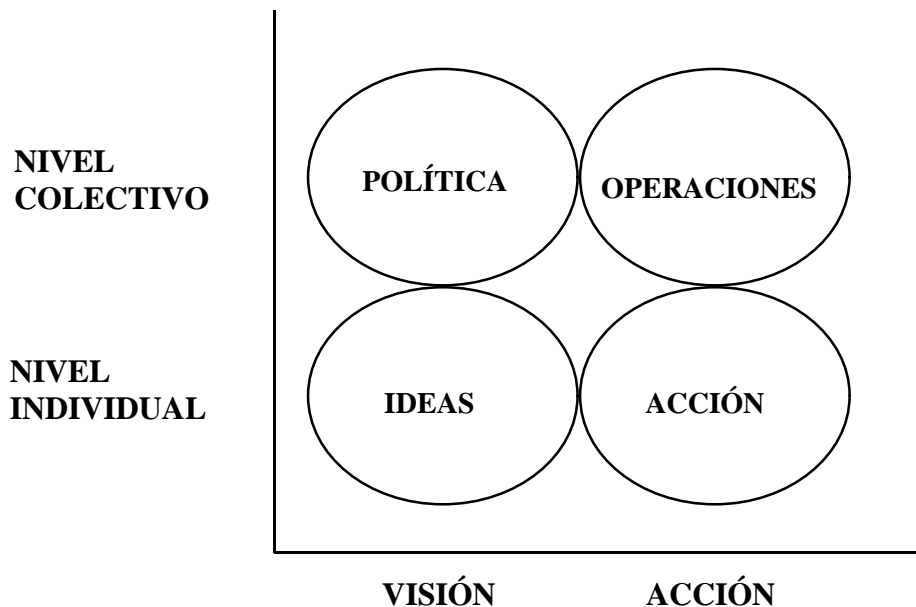 NIVEL
COLECTIVO
POLÍTICA
OPERACIONES
NIVEL
INDIVIDUAL
IDEAS
ACCIÓN
VISIÓN
ACCIÓN